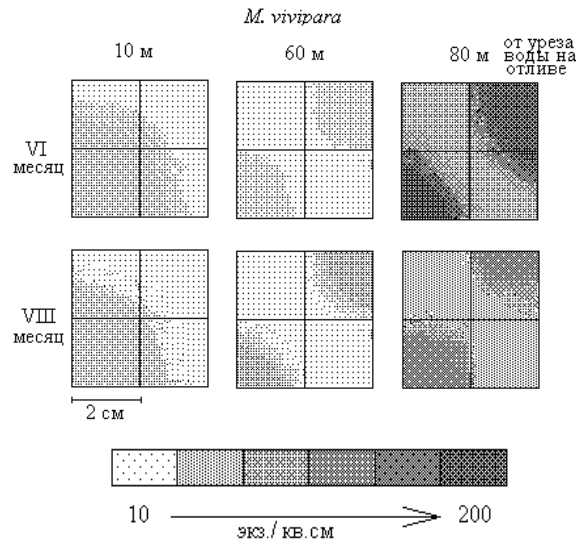 M. vivipara
10 м
60 м
80 м
от уреза
воды на
отливе
VI
месяц
VIII
месяц
2 см
10
200
экз./ кв.см